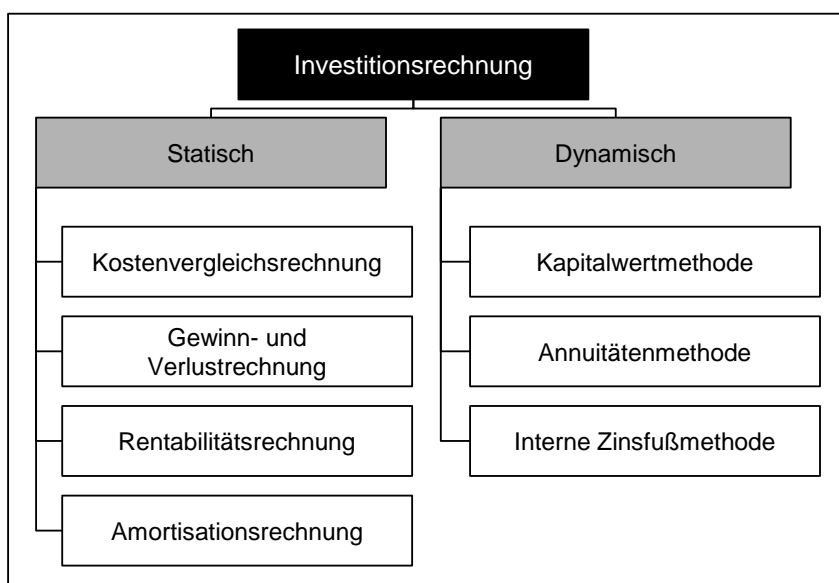 Investitionsrechnung
Statisch
Dynamisch
Kostenvergleichsrechnung
Kapitalwertmethode
Gewinn- und
Verlustrechnung
Annuitätenmethode
Rentabilitätsrechnung
Interne Zinsfußmethode
Amortisationsrechnung